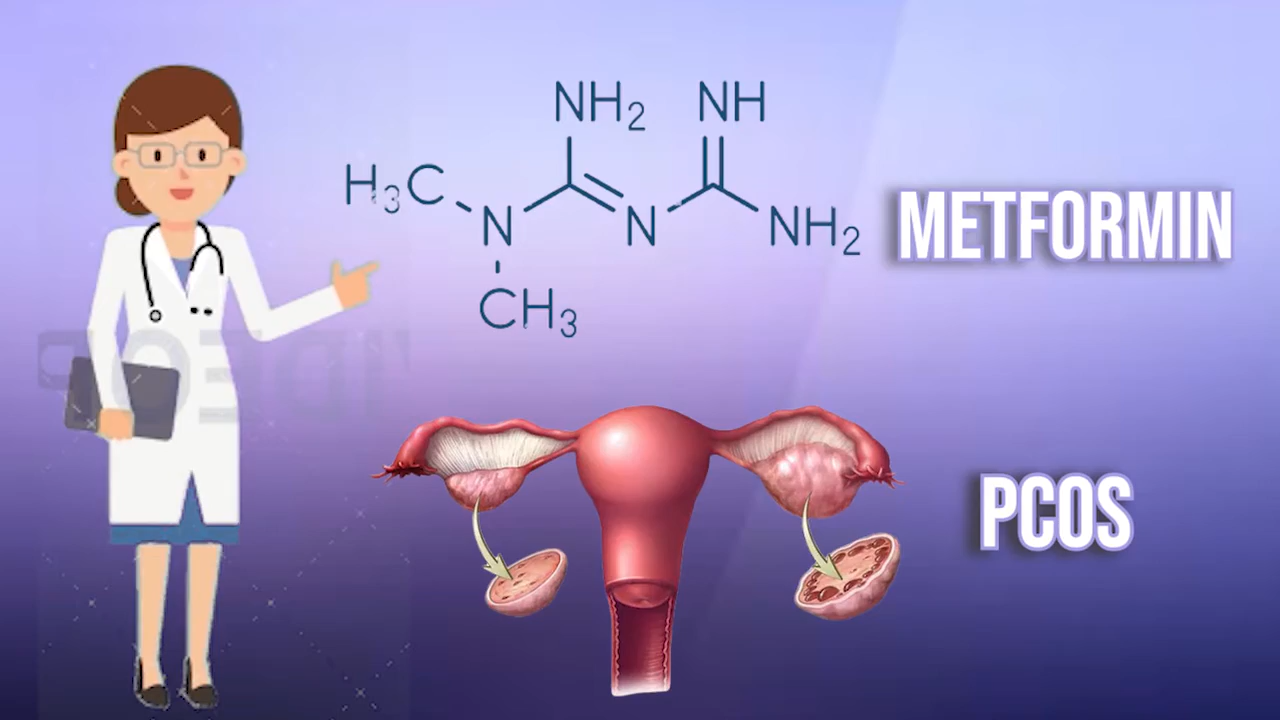 NH2 NH
H3C
N N NH2
CH3
METFORMIN
PCOS